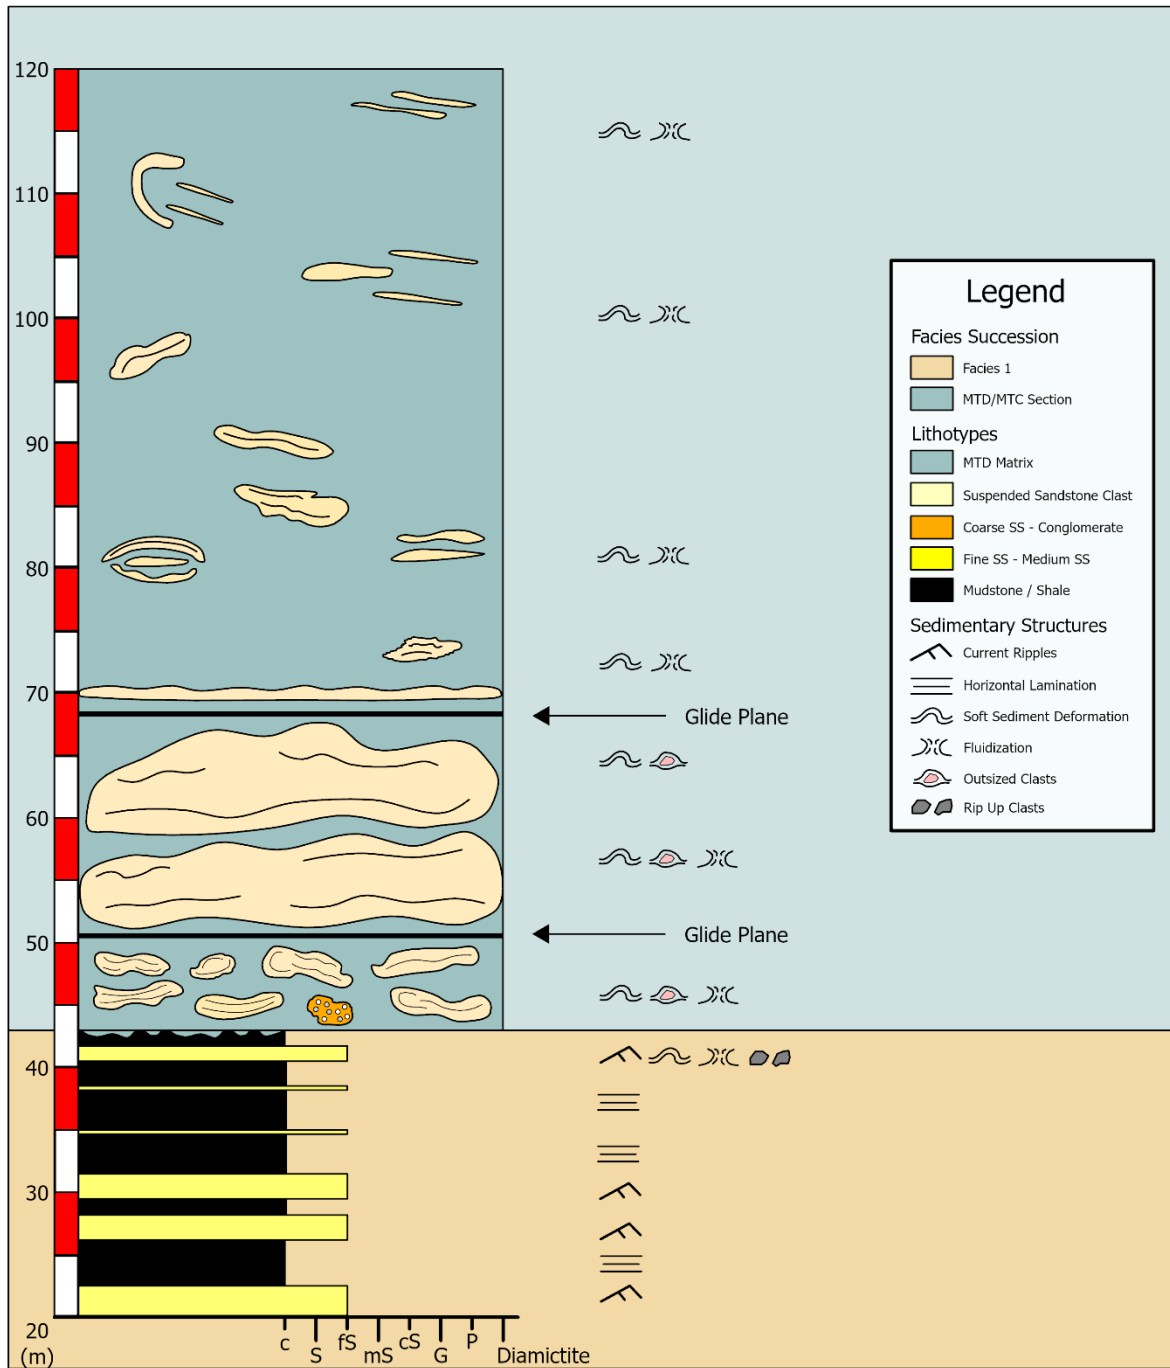 120
110
100
90
80
70
60
50
40
30
20
(m)
Glide Plane
Glide Plane
c
S
fS
mS
cS
G
P
Diamictite
Legend
Facies Succession
Facies 1
MTD/MTC Section
Lithotypes
MTD Matrix
Suspended Sandstone Clast
Coarse SS - Conglomerate
Fine SS - Medium SS
Mudstone / Shale
Sedimentary Structures
Current Ripples
Horizontal Lamination
Soft Sediment Deformation
Fluidization
Outsized Clasts
Rip Up Clasts